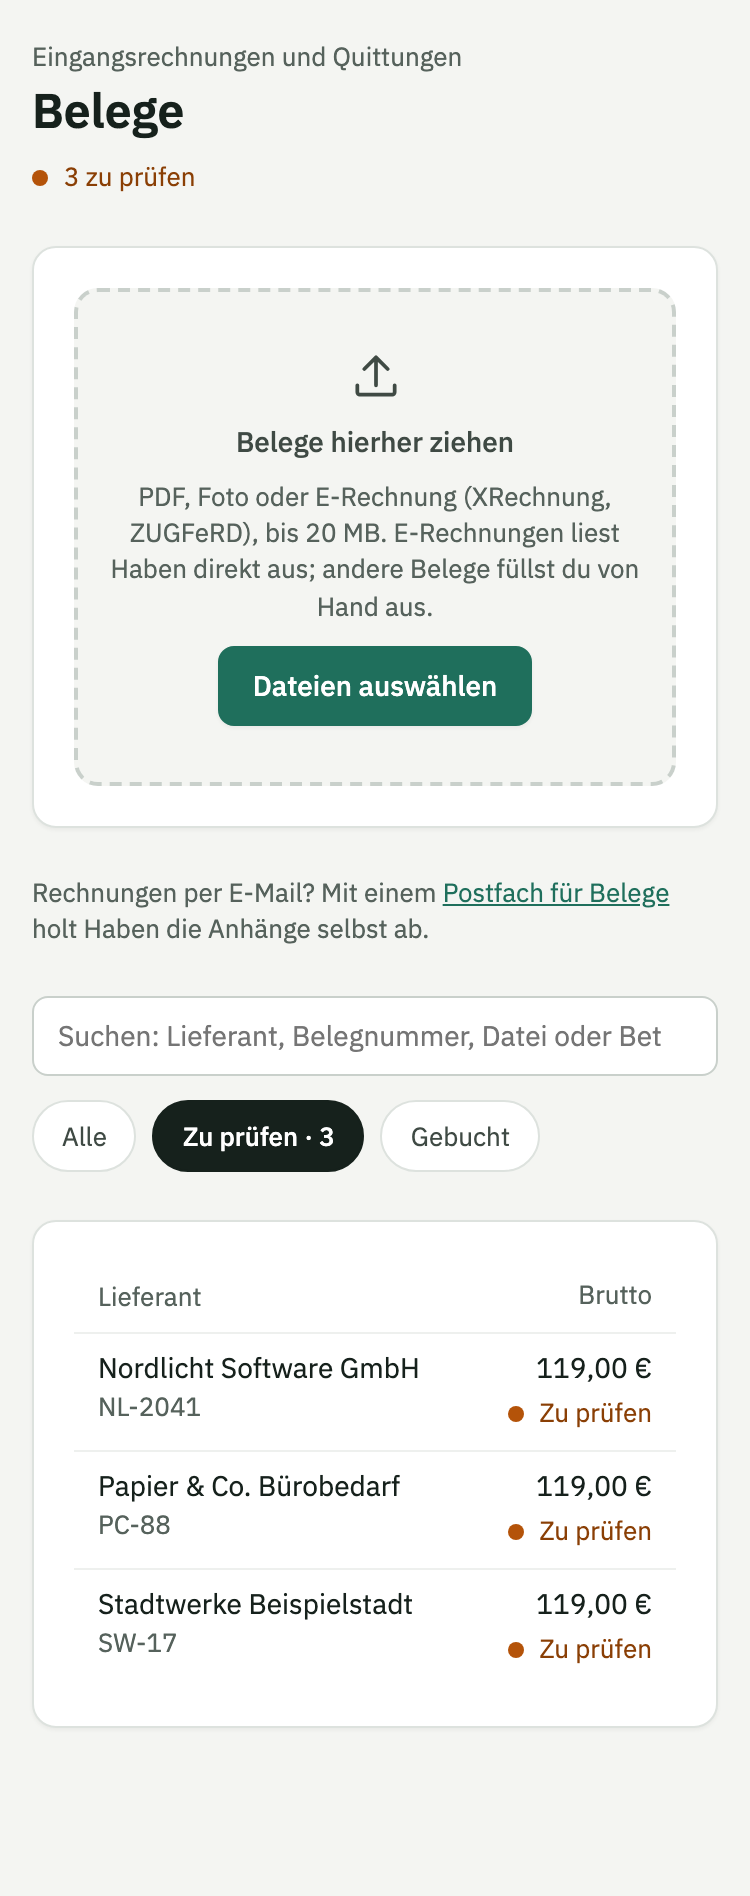 Eingangsrechnungen und Quittungen
Belege
3 zu prüfen
Belege hierher ziehen
PDF, Foto oder E-Rechnung (XRechnung,
ZUGFeRD), bis 20 MB. E-Rechnungen liest
Haben direkt aus; andere Belege füllst du von
Hand aus.
Dateien auswählen
Rechnungen per E-Mail? Mit einem Postfach für Belege
holt Haben die Anhänge selbst ab.
Suchen: Lieferant, Belegnummer, Datei oder Bet
Alle
Zu prüfen · 3
Gebucht
Lieferant
Brutto
Nordlicht Software GmbH
119,00 €
NL-2041
Zu prüfen
Papier & Co. Bürobedarf
119,00 €
PC-88
Zu prüfen
Stadtwerke Beispielstadt
119,00 €
SW-17
Zu prüfen